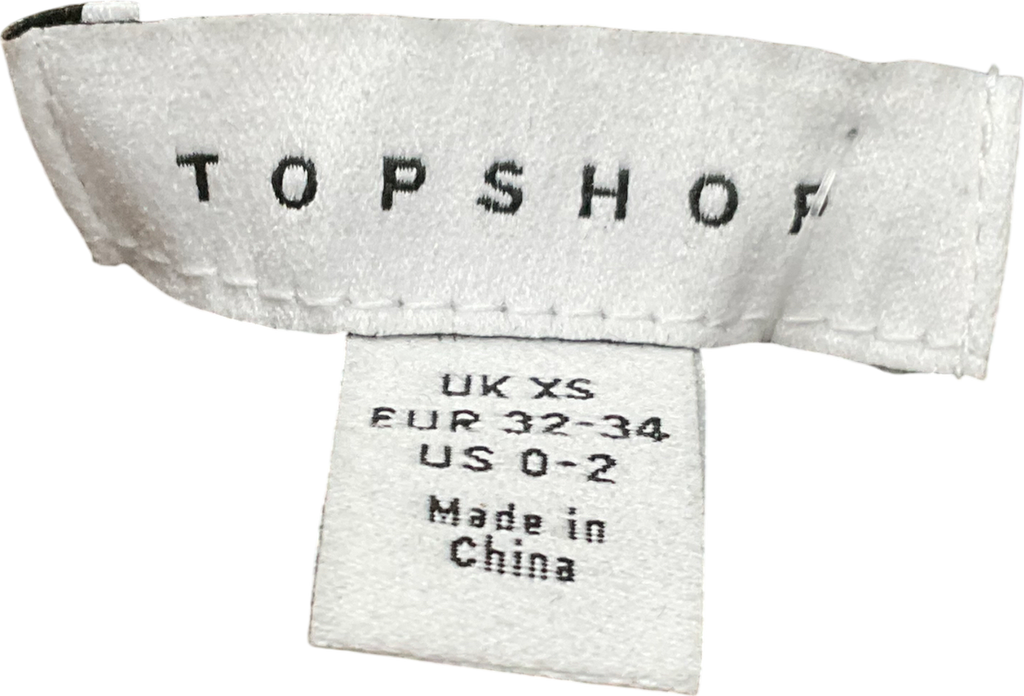 TOPSHOP
UK XS
EUR 32-34
US 0-2
Made in
China